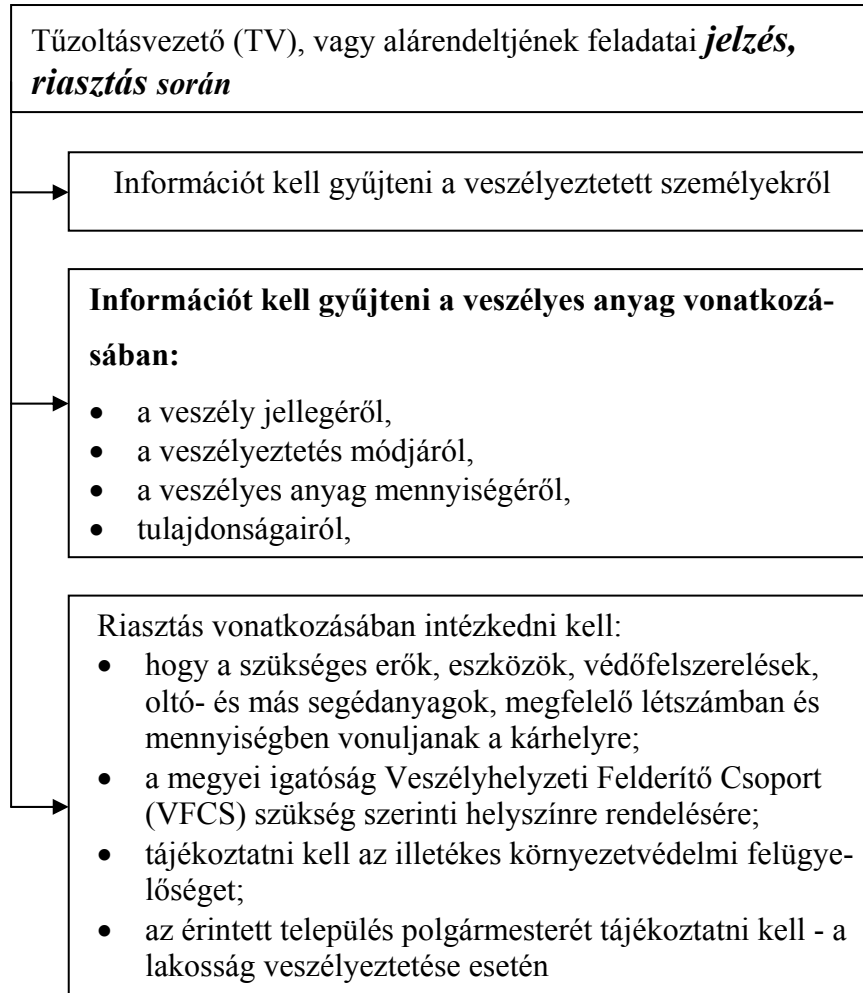 Tűzoltásvezető (TV), vagy alárendeltjének feladatai jelzés,
riasztás során
Információt kell gyűjteni a veszélyeztetett személyekről
Információt kell gyűjteni a veszélyes anyag vonatkozá-
sában:
• a veszély jellegéről,
• a veszélyeztetés módjáról,
• a veszélyes anyag mennyiségéről,
• tulajdonságairól,
Riasztás vonatkozásában intézkedni kell:
• hogy a szükséges erők, eszközök, védőfelszerelések,
oltó- és más segédanyagok, megfelelő létszámban és
mennyiségben vonuljanak a kárhelyre;
• a megyei igatóság Veszélyhelyzeti Felderítő Csoport
(VFCS) szükség szerinti helyszínre rendelésére;
• tájékoztatni kell az illetékes környezetvédelmi felügye-
lőséget;
• az érintett település polgármesterét tájékoztatni kell - a
lakosság veszélyeztetése esetén